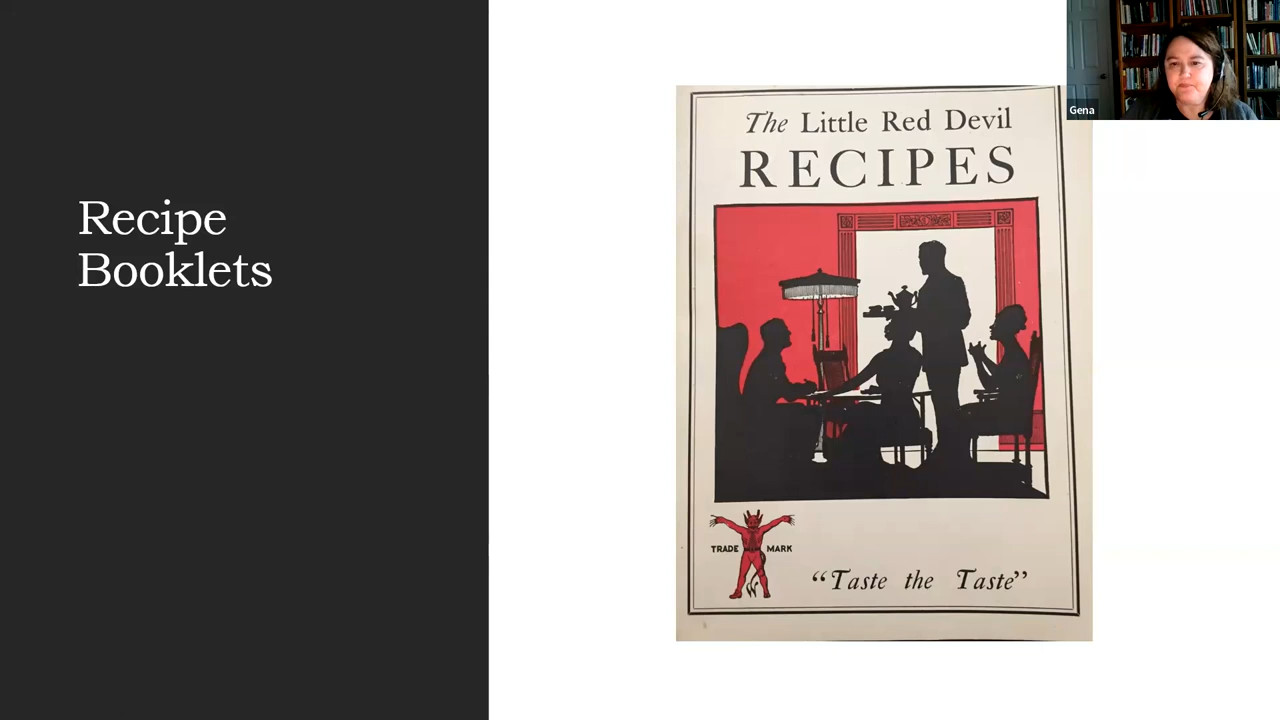 Recipe
Booklets
The Little Red Devil
RECIPES
TRADE MARK
"Taste the Taste"
Gena